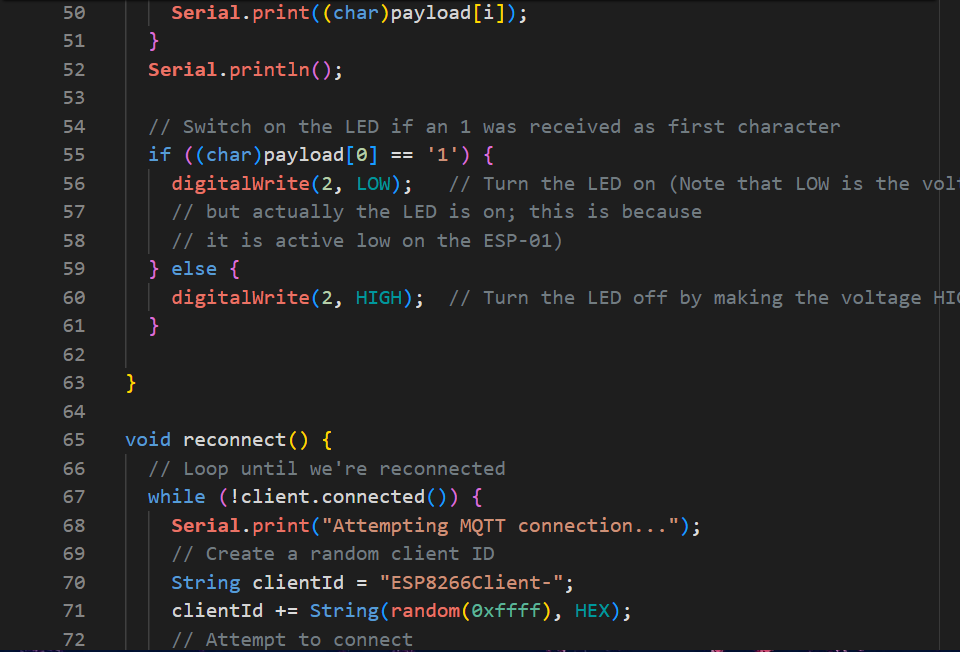 50 Serial.print((char)payload[i]);
51 }
52 Serial.println();
53
54 // Switch on the LED if an 1 was received as first character
55 if ((char)payload[0] == '1') {
56 digitalWrite(2, LOW);   // Turn the LED on (Note that LOW is the
57 // but actually the LED is on; this is because
58 // it is active low on the ESP-01)
59 } else {
60 digitalWrite(2, HIGH);  // Turn the LED off by making the voltage
61 }
62
63 }
64
65 void reconnect() {
66 // Loop until we're reconnected
67 while (!client.connected()) {
68 Serial.print("Attempting MQTT connection...");
69 // Create a random client ID
70 String clientId = "ESP8266Client-";
71 clientId += String(random(0xffff), HEX);
72 // Attempt to connect